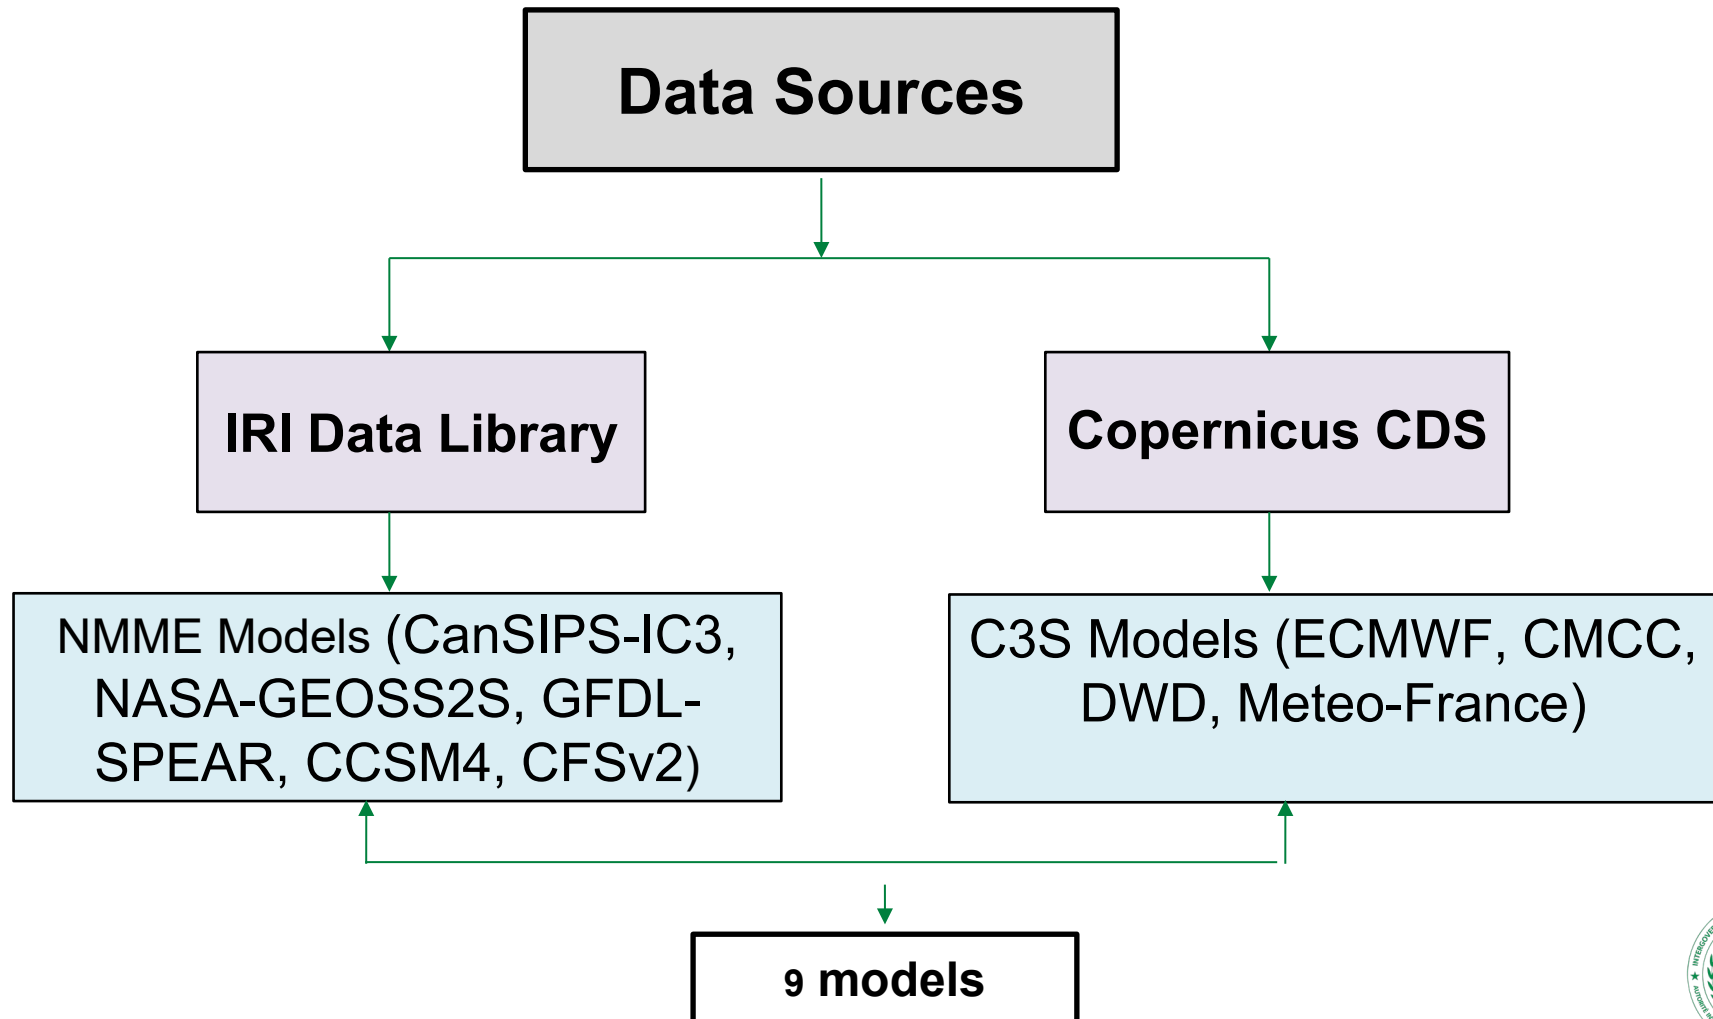 Data Sources
IRI Data Library
Copernicus CDS
NMME Models (CanSIPS-IC3,
NASA-GEOSS2S, GFDL-
SPEAR, CCSM4, CFSv2)
C3S Models (ECMWF, CMCC,
DWD, Meteo-France)
9 models